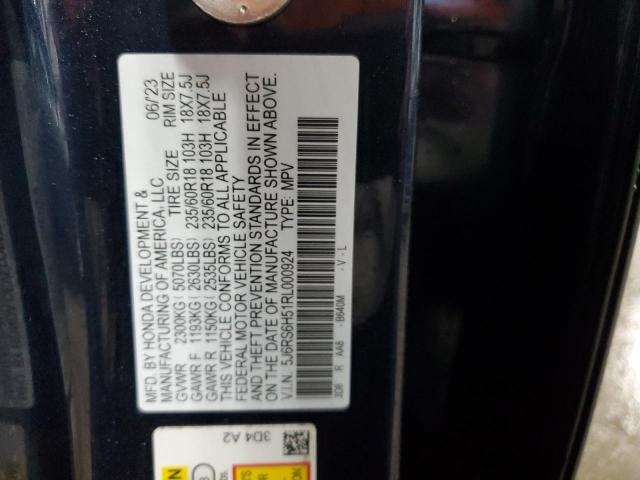 MFD. BY HONDA DEVELOPMENT & 06/23
MANUFACTURING OF AMERICA, LLC
TIRE SIZE RIM SIZE
GVWR 2300KG (5070LBS)
GAWR F 1193KG (2630LBS) 235/60R18 103H 18X7.5J
GAWR R 1150KG (2535LBS) 235/60R18 103H 18X7.5J
THIS VEHICLE CONFORMS TO ALL APPLICABLE
FEDERAL MOTOR VEHICLE SAFETY
AND THEFT PREVENTION STANDARDS IN EFFECT
ON THE DATE OF MANUFACTURE SHOWN ABOVE.
V.I.N. 5J6RS6H51RL000924 TYPE: MPV
3D8 R AA8 - B640M - V - L
3D4 A2